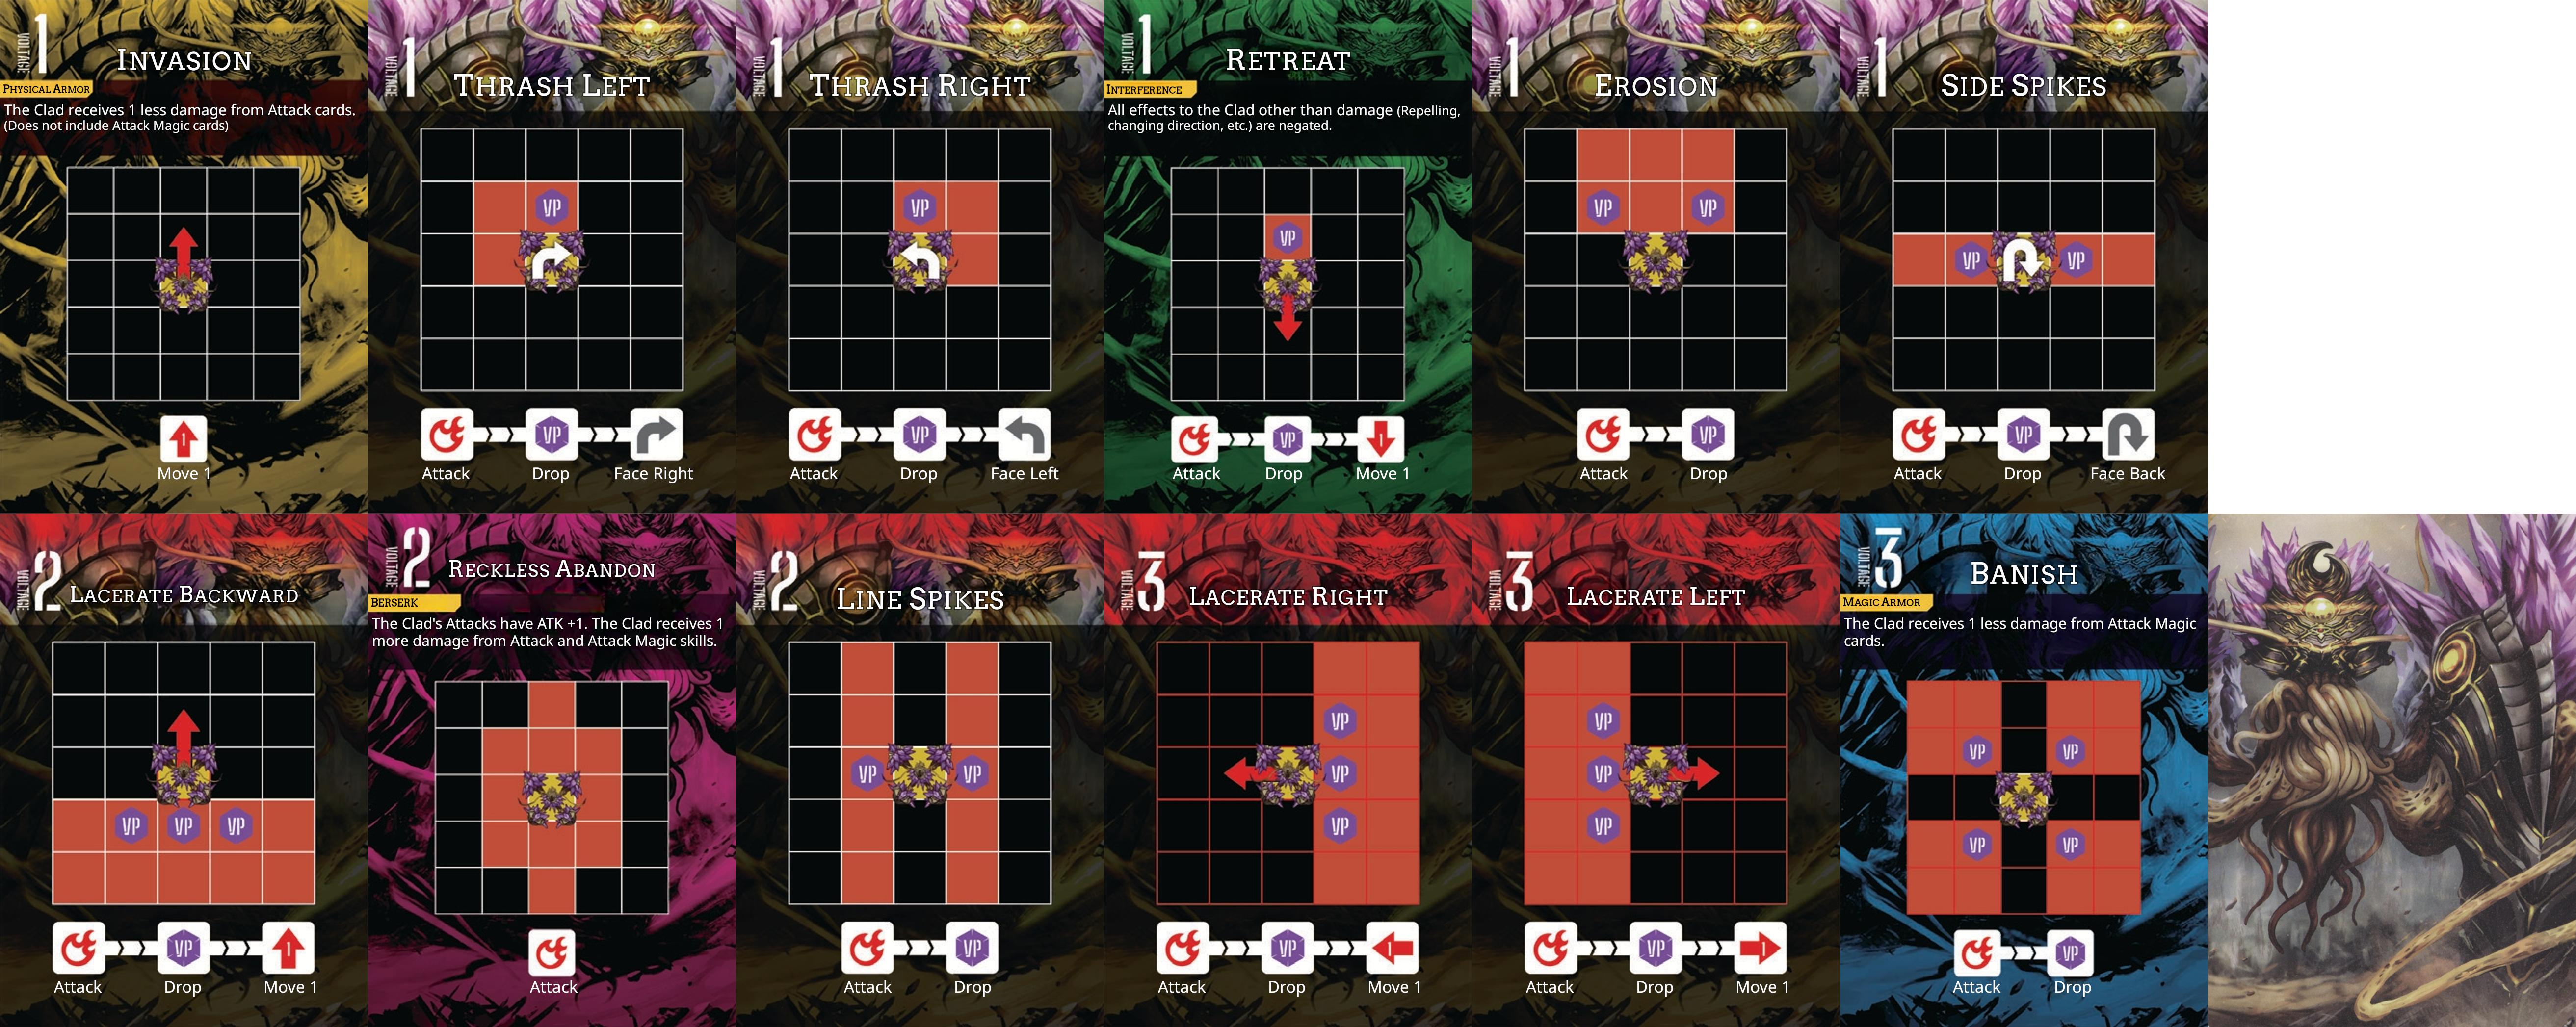 VOLTAGE 1
INVASION
PHYSICAL ARMOR
The Clad receives 1 less damage from Attack cards.
(Does not include Attack Magic cards)
1
Move 1
VOLTAGE 1
THRASH LEFT
VP
VP
Attack Drop Face Right
VOLTAGE 1
THRASH RIGHT
VP
VP
Attack Drop Face Left
VOLTAGE 1
RETREAT
INTERFERENCE
All effects to the Clad other than damage (Repelling,
changing direction, etc.) are negated.
VP
VP 1
Attack Drop Move 1
VOLTAGE 1
EROSION
VP VP
VP
Attack Drop
VOLTAGE 1
SIDE SPIKES
VP VP
VP
Attack Drop Face Back
VOLTAGE 2
LACERATE BACKWARD
VP VP VP
VP 1
Attack Drop Move 1
VOLTAGE 2
RECKLESS ABANDON
BERSERK
The Clad's Attacks have ATK +1. The Clad receives 1
more damage from Attack and Attack Magic skills.
Attack
VOLTAGE 2
LINE SPIKES
VP VP
VP
Attack Drop
VOLTAGE 3
LACERATE RIGHT
VP
VP
VP
VP 1
Attack Drop Move 1
VOLTAGE 3
LACERATE LEFT
VP
VP
VP
VP 1
Attack Drop Move 1
VOLTAGE 3
BANISH
MAGIC ARMOR
The Clad receives 1 less damage from Attack Magic
cards.
VP VP
VP VP
VP
Attack Drop